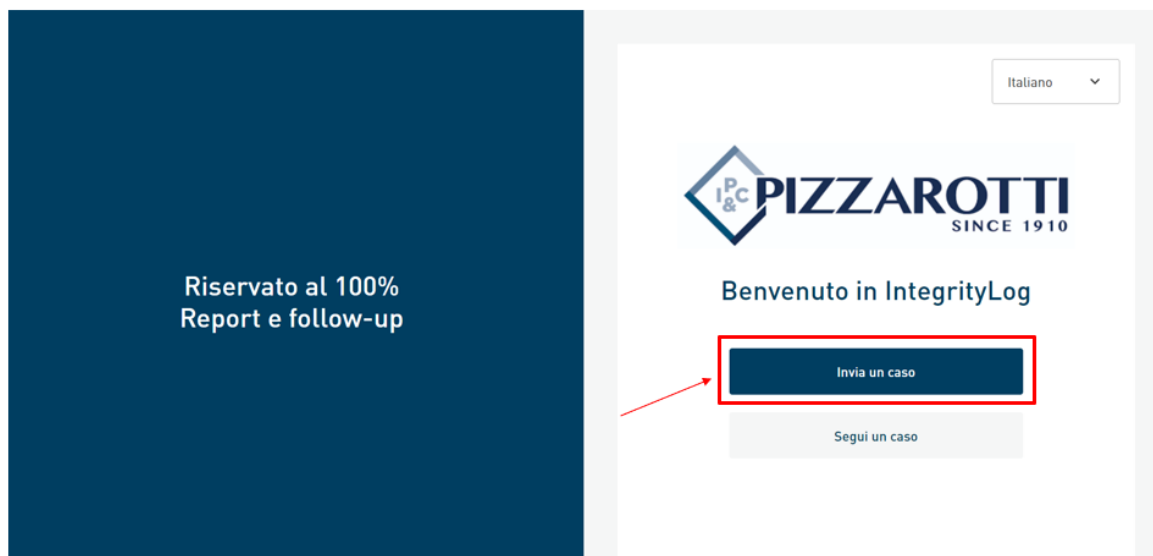 Riservato al 100%
Report e follow-up
Italiano
I P & C
PIZZAROTTI
SINCE 1910
Benvenuto in IntegrityLog
Invia un caso
Segui un caso